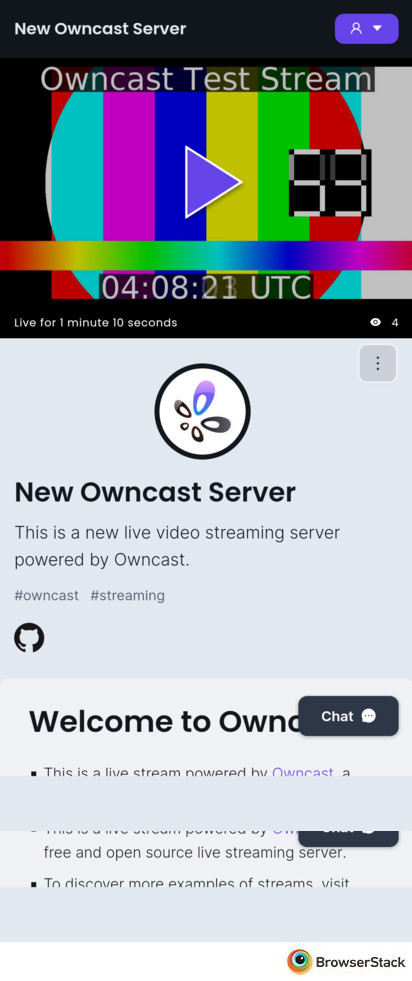 New Owncast Server
Owncast Test Stream
04:08:21 UTC
Live for 1 minute 10 seconds
4
New Owncast Server
This is a new live video streaming server
powered by Owncast.
#owncast #streaming
Welcome to Ownc
Chat
This is a live stream powered by Owncast, a
This is a live stream powered by
free and open source live streaming server.
To discover more examples of streams, visit
BrowserStack